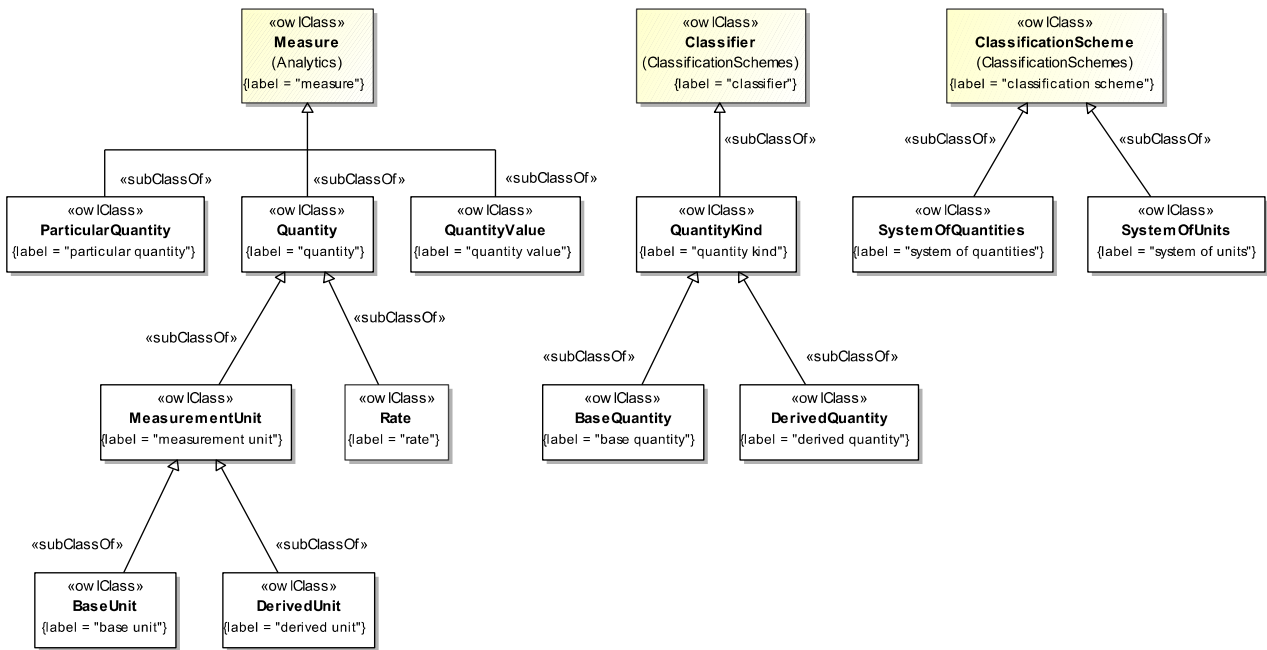 «owlClass»
Measure
(Analytics)
{label = "measure"}
«owlClass»
Classifier
(ClassificationSchemes)
{label = "classifier"}
«owlClass»
ClassificationScheme
(ClassificationSchemes)
{label = "classification scheme"}
«subClassOf»
«subClassOf»
«subClassOf»
«subClassOf»
«subClassOf»
«subClassOf»
«owlClass»
ParticularQuantity
{label = "particular quantity"}
«owlClass»
Quantity
{label = "quantity"}
«owlClass»
QuantityValue
{label = "quantity value"}
«owlClass»
QuantityKind
{label = "quantity kind"}
«owlClass»
SystemOfQuantities
{label = "system of quantities"}
«owlClass»
SystemOfUnits
{label = "system of units"}
«subClassOf»
«subClassOf»
«subClassOf»
«subClassOf»
«owlClass»
MeasurementUnit
{label = "measurement unit"}
«owlClass»
Rate
{label = "rate"}
«owlClass»
BaseQuantity
{label = "base quantity"}
«owlClass»
DerivedQuantity
{label = "derived quantity"}
«subClassOf»
«subClassOf»
«owlClass»
BaseUnit
{label = "base unit"}
«owlClass»
DerivedUnit
{label = "derived unit"}